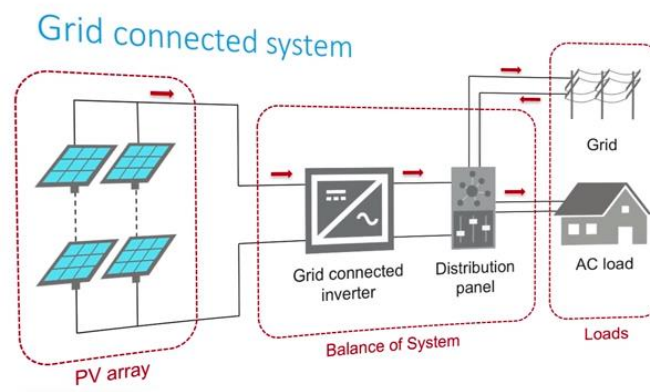 Grid connected system
Grid
Grid connected
inverter
Distribution
panel
AC load
Balance of System
Loads
PV array